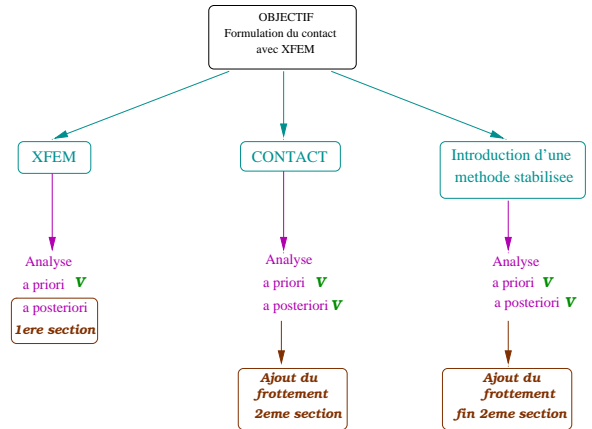 OBJECTIF
Formulation du contact
avec XFEM
XFEM
CONTACT
Introduction d'une
methode stabilisee
Analyse
a priori V
a posteriori
1ere section
Analyse
a priori V
a posteriori V
Ajout du
frottement
2eme section
Analyse
a priori V
a posteriori V
Ajout du
frottement
fin 2eme section